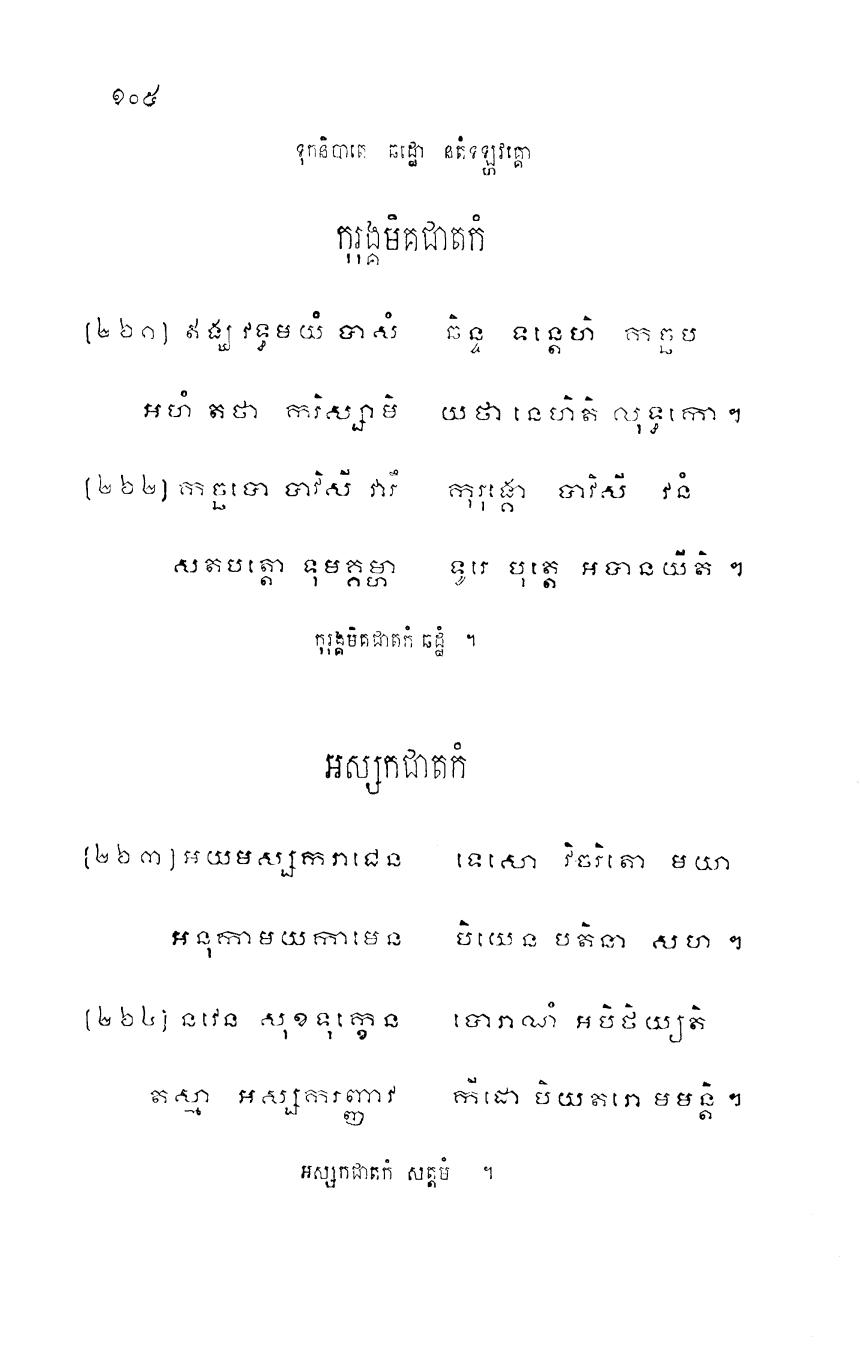 ១០៥
ទុកនិបាតេ ឆដ្ឋោ នតំទឡ្ហវគ្គោ
កុរុង្គមិគជាតកំ
[២៦១] ឥង្ឃ វទ្ធមយំ បាសំ ឆិន្ទ ទន្តេហិ កច្ឆប
អហំ តថា ករិស្សាមិ យថា នេហិតិ លុទ្ទកោ ។
[២៦២] កច្ឆបោ បាវិសី វារឹ កុរុង្គោ បាវិសី វនំ
សតបត្តោ ទុមគ្គម្ហា ទូរេ បុត្តេ អបានយីតិ ។
កុរុង្គមិគជាតកំ ឆដ្ឋំ ។
អស្សកជាតកំ
[២៦៣] អយមស្សករាជេន ទេសោ វិចរិតោ មយា
អនុកាមយកាមេន បិយេន បតិនា សហ ។
[២៦៤] នវេន សុខទុក្ខេន បោរាណំ អបិថិយ្យតិ
តស្មា អស្សករញ្ញាវ កីដោ បិយតរោ មមន្តិ ។
អស្សកជាតកំ សត្តមំ ។